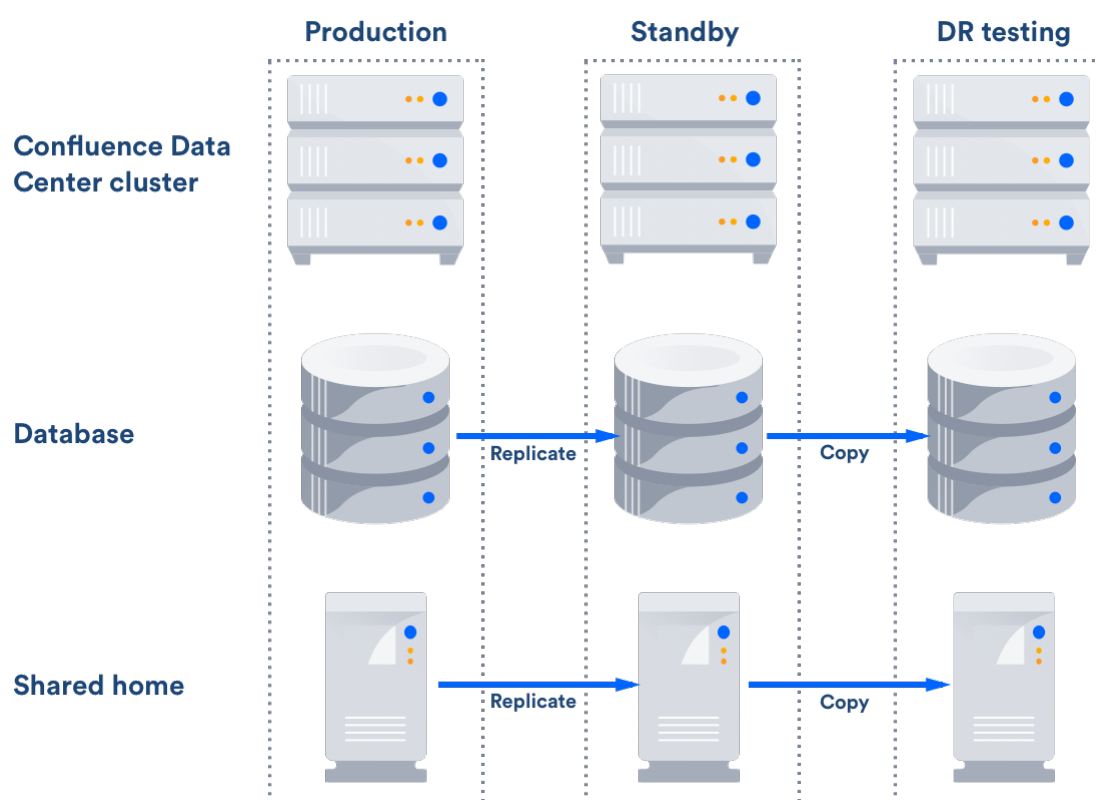 Production
Standby
DR testing
Confluence Data
Center cluster
Database
Replicate
Copy
Shared home
Replicate
Copy